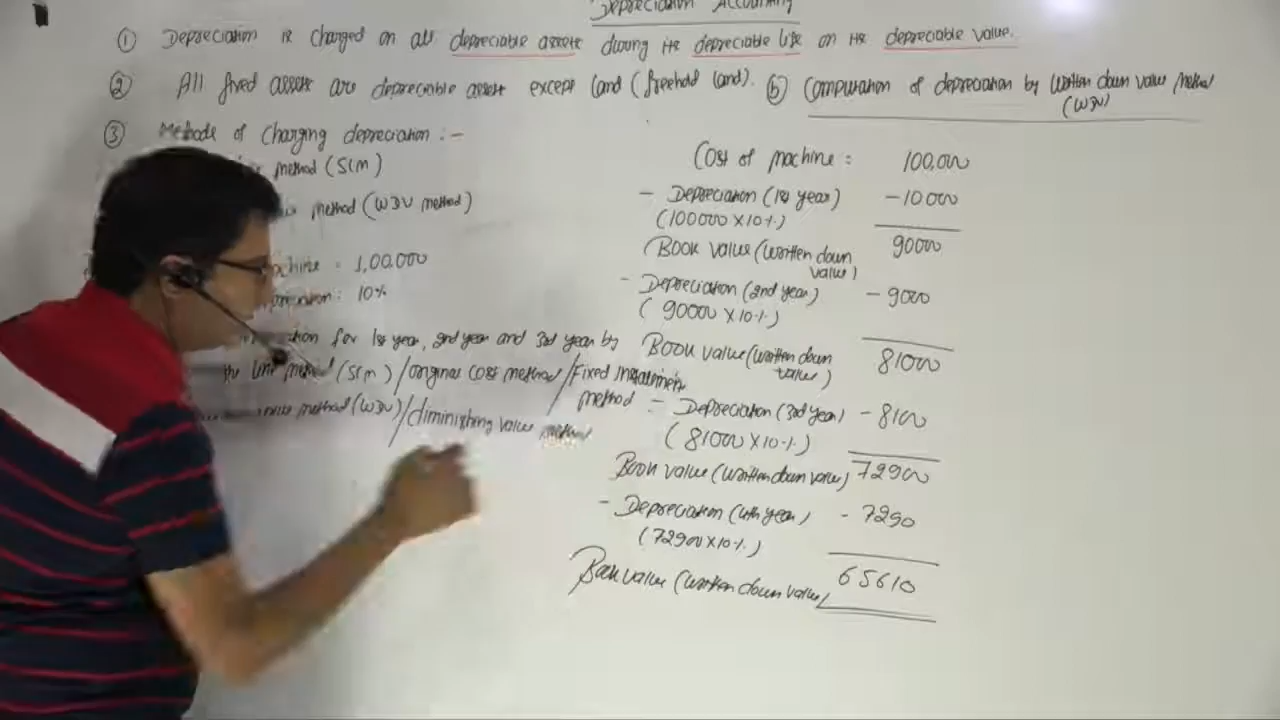 Depreciation Accounting
① Depreciation is charged on all depreciable assets during its depreciable life on its depreciable value.
② All fixed assets are depreciable assets except land (freehold land).
③ Methods of charging depreciation :-
method (SLM)
method (WDV method)
: 1,00,000
: 10%
for 1st year, 2nd year and 3rd year by
line method (SLM) / original cost method / Fixed Instalment method
method (WDV) / diminishing value method
(b) Computation of depreciation by written down value method (WDV)
Cost of machine : 100,000
- Depreciation (1st year) - 10000
(100000 X 10%)
Book value (written down value) 90000
- Depreciation (2nd year) - 9000
(90000 X 10%)
Book value (written down value) 81000
- Depreciation (3rd year) - 8100
(81000 X 10%)
Book value (written down value) 72900
- Depreciation (4th year) - 7290
(72900 X 10%)
Book value (written down value) 65610